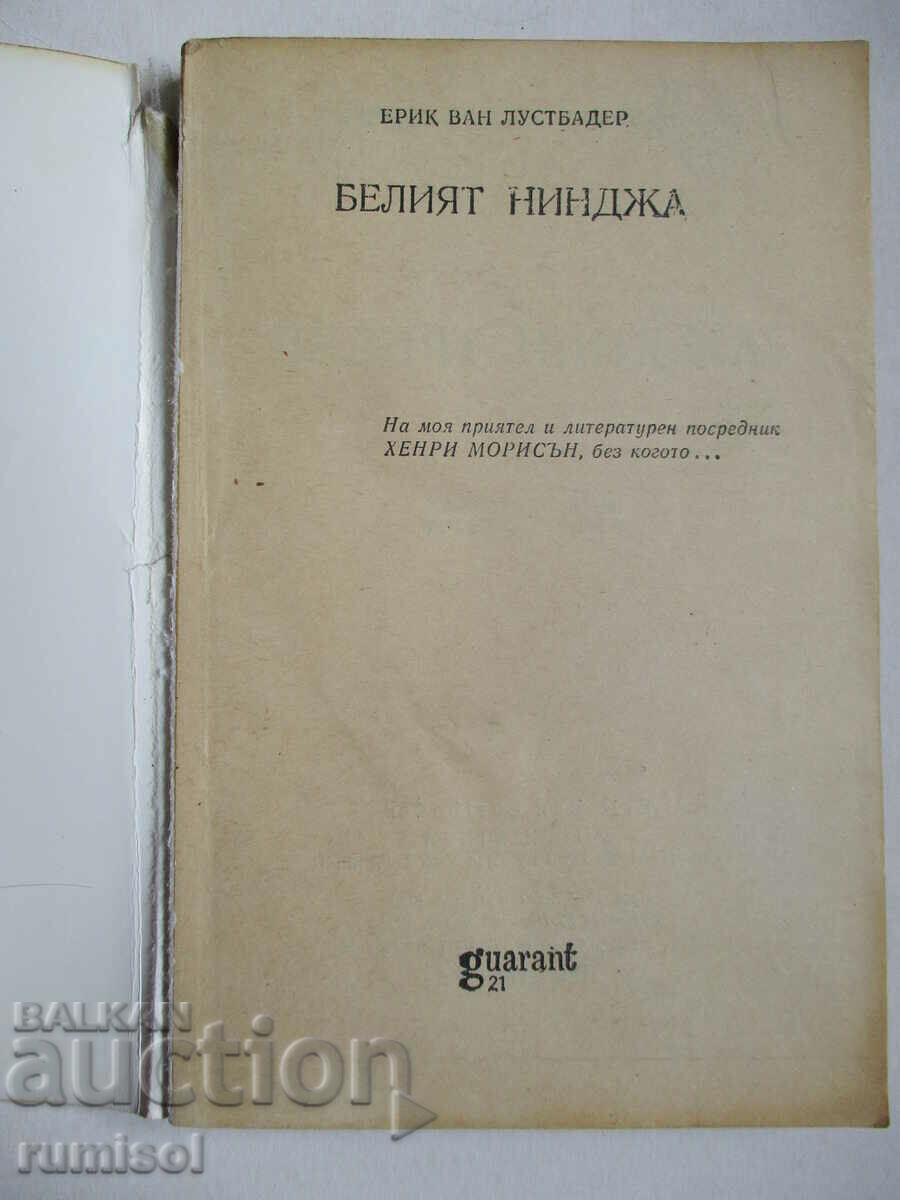 ЕРИК ВАН ЛУСТБАДЕР
БЕЛИЯТ НИНДЖА
На моя приятел и литературен посредник
ХЕНРИ МОРИСЪН, без когото...
guarant
21
BALKAN
auction
rumisol